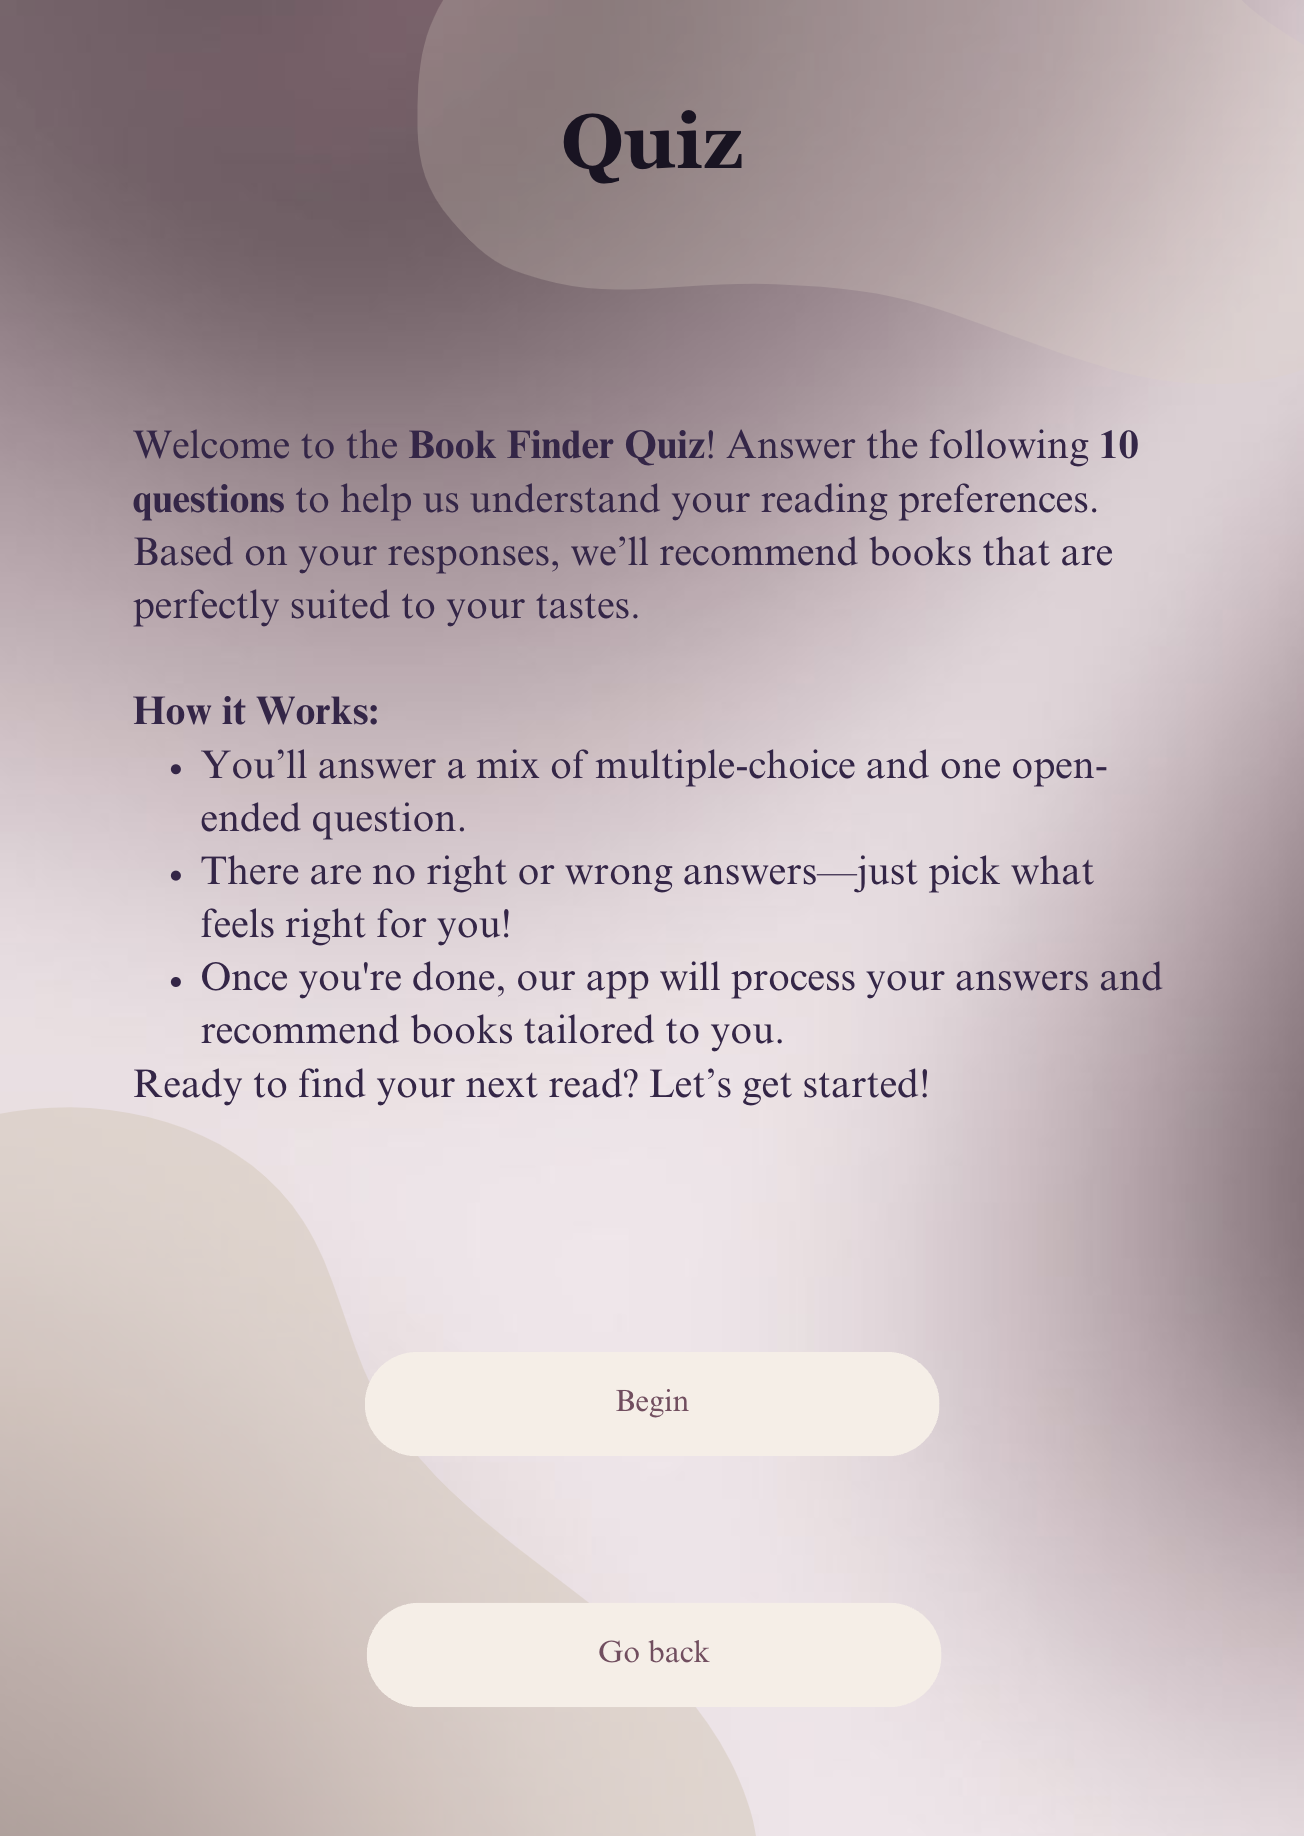 Quiz
Welcome to the Book Finder Quiz! Answer the following 10
questions to help us understand your reading preferences.
Based on your responses, we’ll recommend books that are
perfectly suited to your tastes.
How it Works:
• You’ll answer a mix of multiple-choice and one open-
ended question.
• There are no right or wrong answers—just pick what
feels right for you!
• Once you're done, our app will process your answers and
recommend books tailored to you.
Ready to find your next read? Let’s get started!
Begin
Go back